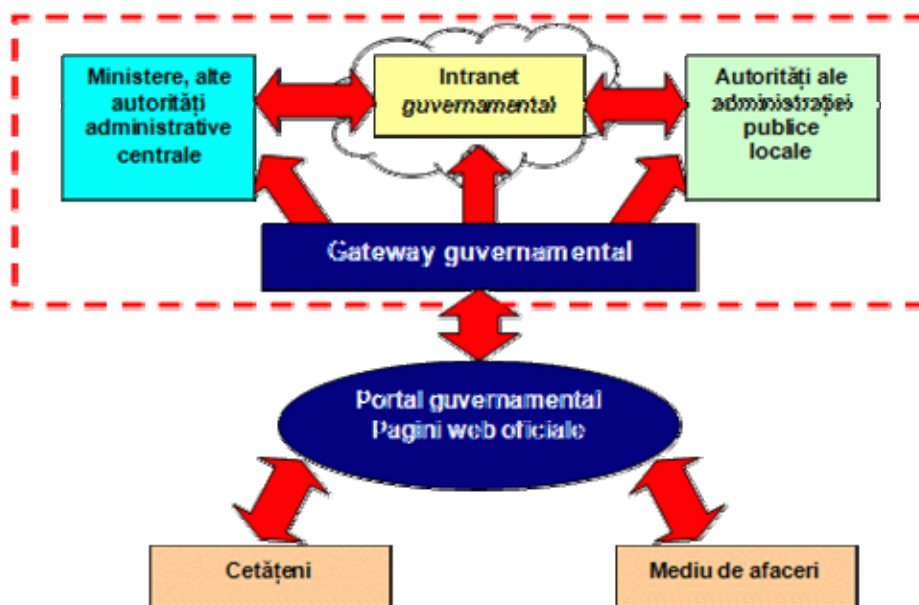 Ministere, alte
autorități
administrative
centrale
Intranet
guvernamental
Autorități ale
administrației
publice
locale
Gateway guvernamental
Portal guvernamental
Pagini web oficiale
Cetățeni
Mediu de afaceri